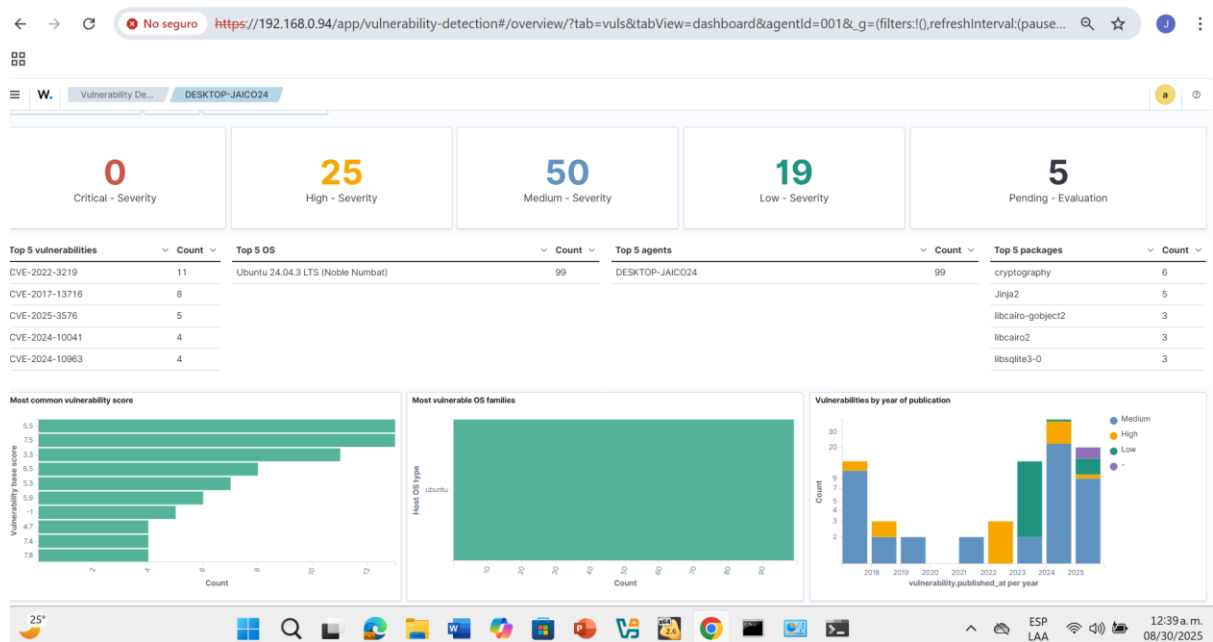 No seguro https://192.168.0.94/app/vulnerability-detection#/overview/?tab=vuls&tabView=dashboard&agentId=001&_g=(filters:!(),refreshInterval:(pause...
J
W. Vulnerability De... DESKTOP-JAICO24 a
0 25 50 19 5
Critical - Severity High - Severity Medium - Severity Low - Severity Pending - Evaluation
Top 5 vulnerabilities Count Top 5 OS Count Top 5 agents Count Top 5 packages Count
CVE-2022-3219 11 Ubuntu 24.04.3 LTS (Noble Numbat) 99 DESKTOP-JAICO24 99 cryptography 6
CVE-2017-13716 8 Jinja2 5
CVE-2025-3576 5 libcairo-gobject2 3
CVE-2024-10041 4 libcairo2 3
CVE-2024-10963 4 libsqlite3-0 3
Most common vulnerability score
Vulnerability base score
5.5
7.5
3.3
6.5
5.3
5.9
-1
4.7
7.4
7.8
2 4 6 8 10 12
Count
Most vulnerable OS families
Host OS type
ubuntu
10 20 30 40 50 60 70 80 90
Count
Vulnerabilities by year of publication
Count
30
20
9
7
5
4
3
2
2018 2019 2020 2021 2022 2023 2024 2025
vulnerability.published_at per year
Medium
High
Low
-
25°
64
2.6
ESP
LAA
12:39 a. m.
08/30/2025